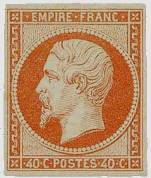 EMPIRE · FRANC ·
40 · C · POSTES · 40 · C ·